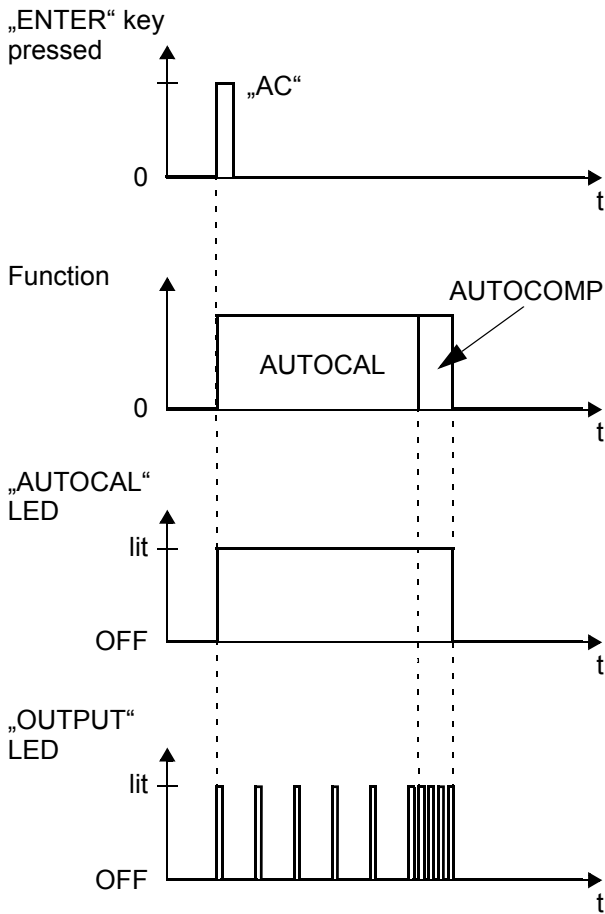 „ENTER“ key
pressed
„AC“
0
t
Function
AUTOCOMP
AUTOCAL
0
t
„AUTOCAL“
LED
lit
OFF
t
„OUTPUT“
LED
lit
OFF
t